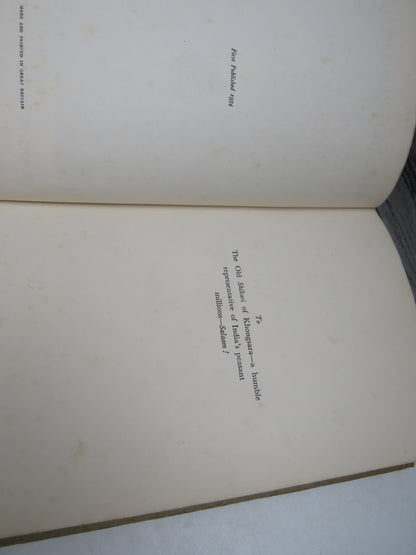 First Published 1934
MADE AND PRINTED IN GREAT BRITAIN
To
The Old Shikari of Khongsara—a humble
representative of India's peasant
millions—Salaam!